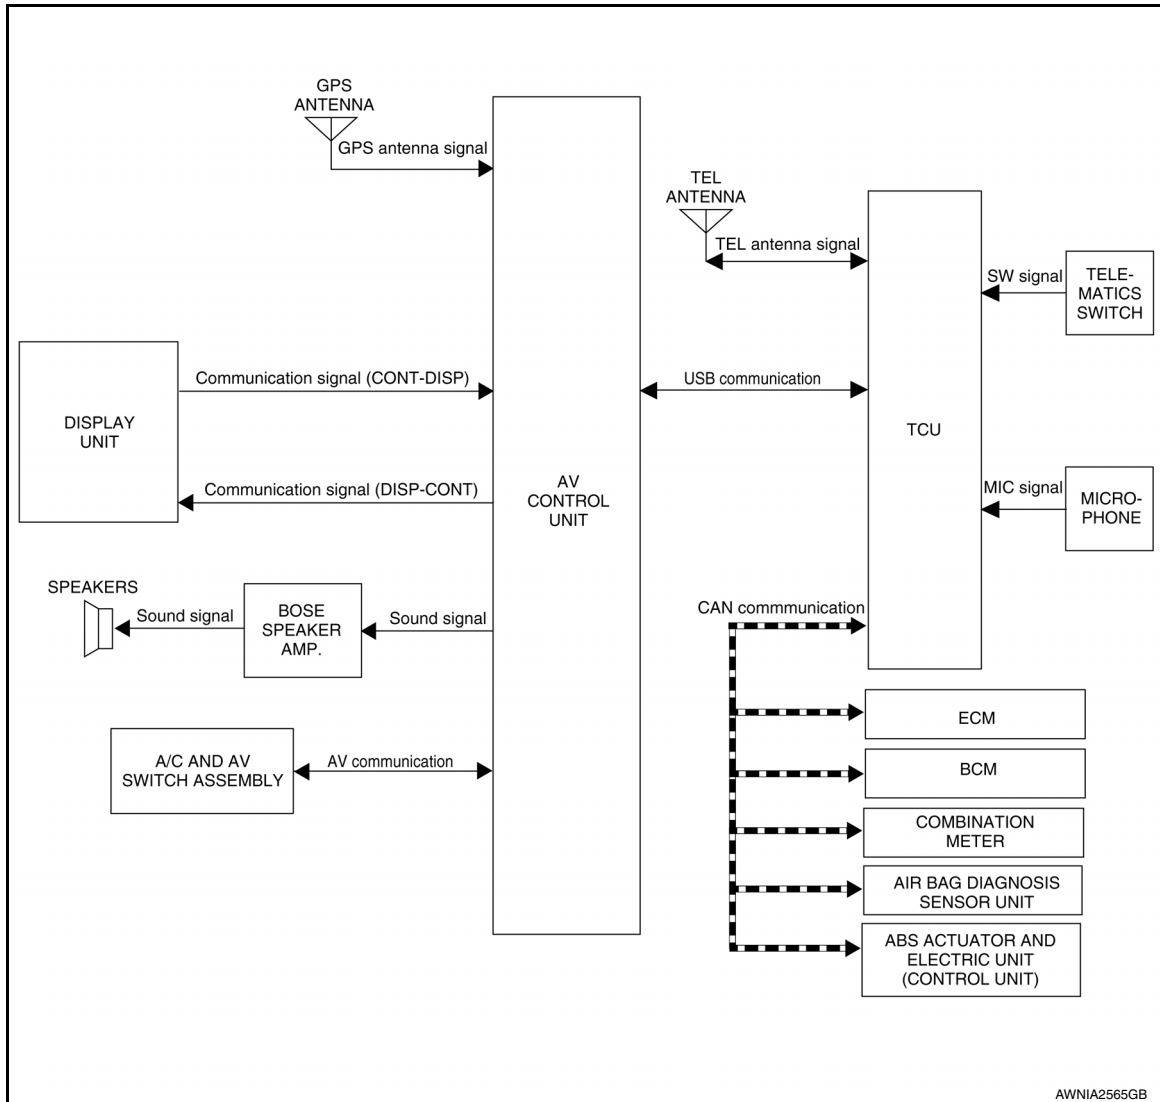 GPS
ANTENNA
GPS antenna signal
TEL
ANTENNA
TEL antenna signal
SW signal
TELE-
MATICS
SWITCH
Communication signal (CONT-DISP)
USB communication
DISPLAY
UNIT
TCU
Communication signal (DISP-CONT)
AV
CONTROL
UNIT
MIC signal
MICRO-
PHONE
SPEAKERS
Sound signal
BOSE
SPEAKER
AMP.
Sound signal
CAN commmunication
ECM
A/C AND AV
SWITCH ASSEMBLY
AV communication
BCM
COMBINATION
METER
AIR BAG DIAGNOSIS
SENSOR UNIT
ABS ACTUATOR AND
ELECTRIC UNIT
(CONTROL UNIT)
AWNIA2565GB